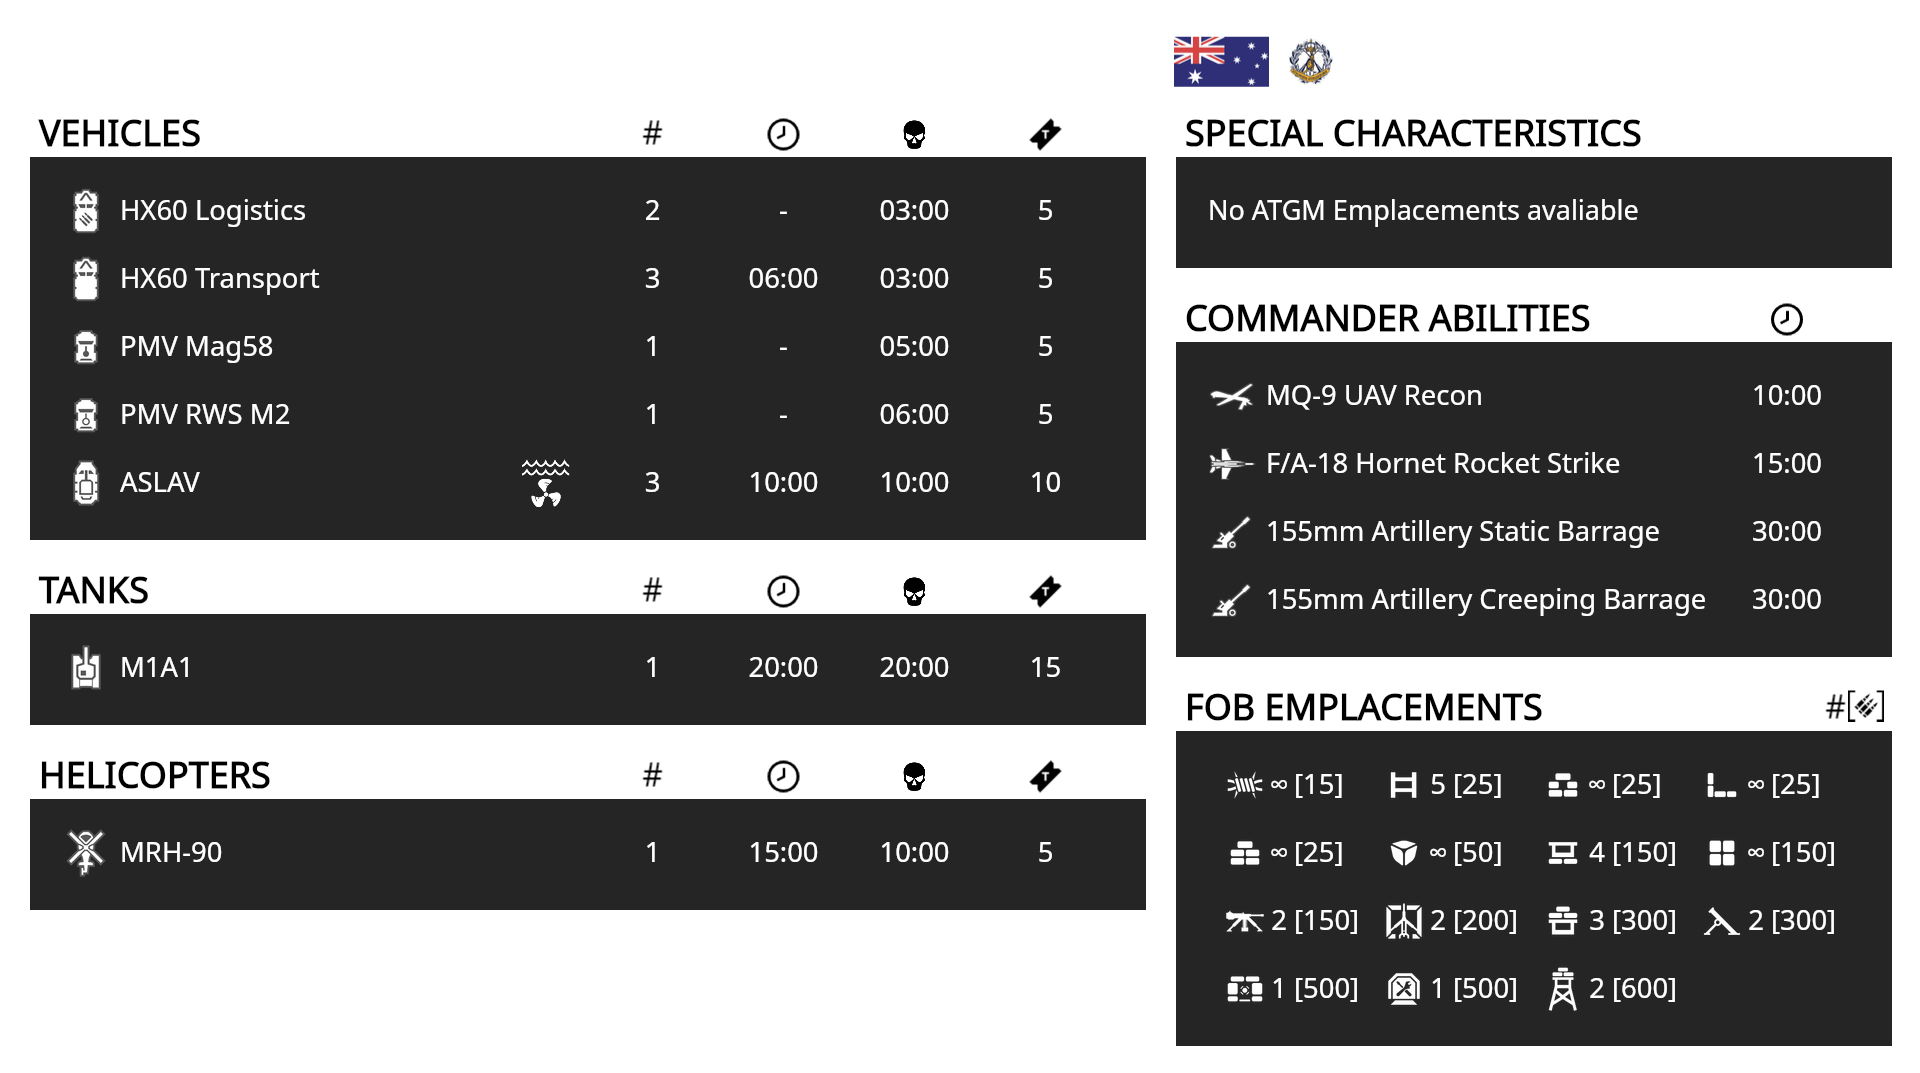 VEHICLES #
HX60 Logistics 2 - 03:00 5
HX60 Transport 3 06:00 03:00 5
PMV Mag58 1 - 05:00 5
PMV RWS M2 1 - 06:00 5
ASLAV 3 10:00 10:00 10
TANKS #
M1A1 1 20:00 20:00 15
HELICOPTERS #
MRH-90 1 15:00 10:00 5
SPECIAL CHARACTERISTICS
No ATGM Emplacements avaliable
COMMANDER ABILITIES
MQ-9 UAV Recon 10:00
F/A-18 Hornet Rocket Strike 15:00
155mm Artillery Static Barrage 30:00
155mm Artillery Creeping Barrage 30:00
FOB EMPLACEMENTS #[]
∞ [15] 5 [25] ∞ [25] ∞ [25]
∞ [25] ∞ [50] 4 [150] ∞ [150]
2 [150] 2 [200] 3 [300] 2 [300]
1 [500] 1 [500] 2 [600]